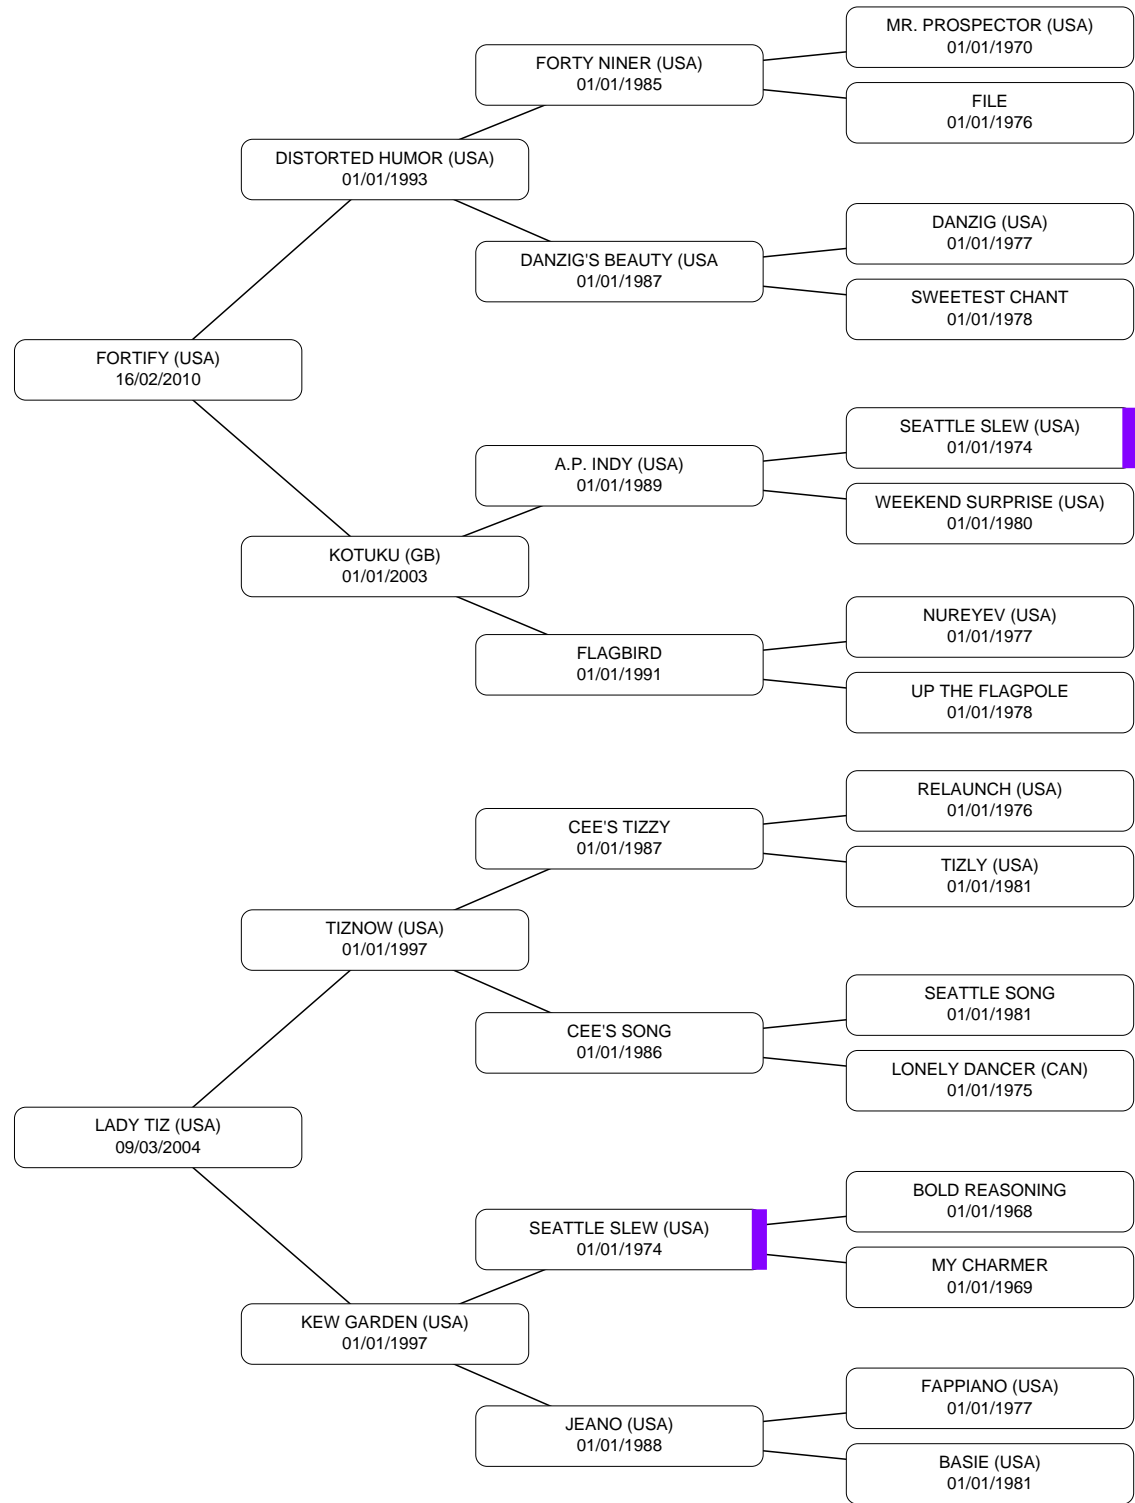 MR. PROSPECTOR (USA)
01/01/1970
FORTY NINER (USA)
01/01/1985
FILE
01/01/1976
DISTORTED HUMOR (USA)
01/01/1993
DANZIG (USA)
01/01/1977
DANZIG'S BEAUTY (USA
01/01/1987
SWEETEST CHANT
01/01/1978
FORTIFY (USA)
16/02/2010
SEATTLE SLEW (USA)
01/01/1974
A.P. INDY (USA)
01/01/1989
WEEKEND SURPRISE (USA)
01/01/1980
KOTUKU (GB)
01/01/2003
NUREYEV (USA)
01/01/1977
FLAGBIRD
01/01/1991
UP THE FLAGPOLE
01/01/1978
RELAUNCH (USA)
01/01/1976
CEE'S TIZZY
01/01/1987
TIZLY (USA)
01/01/1981
TIZNOW (USA)
01/01/1997
SEATTLE SONG
01/01/1981
CEE'S SONG
01/01/1986
LONELY DANCER (CAN)
01/01/1975
LADY TIZ (USA)
09/03/2004
BOLD REASONING
01/01/1968
SEATTLE SLEW (USA)
01/01/1974
MY CHARMER
01/01/1969
KEW GARDEN (USA)
01/01/1997
FAPPIANO (USA)
01/01/1977
JEANO (USA)
01/01/1988
BASIE (USA)
01/01/1981